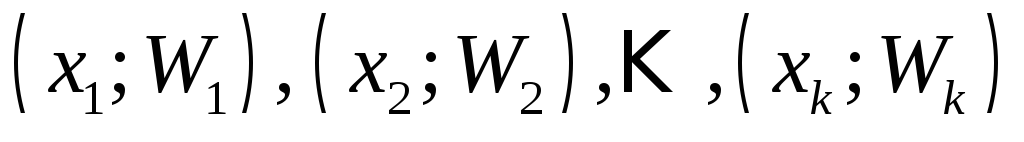 (x₁; W₁), (x₂; W₂), K , (xₖ; Wₖ)